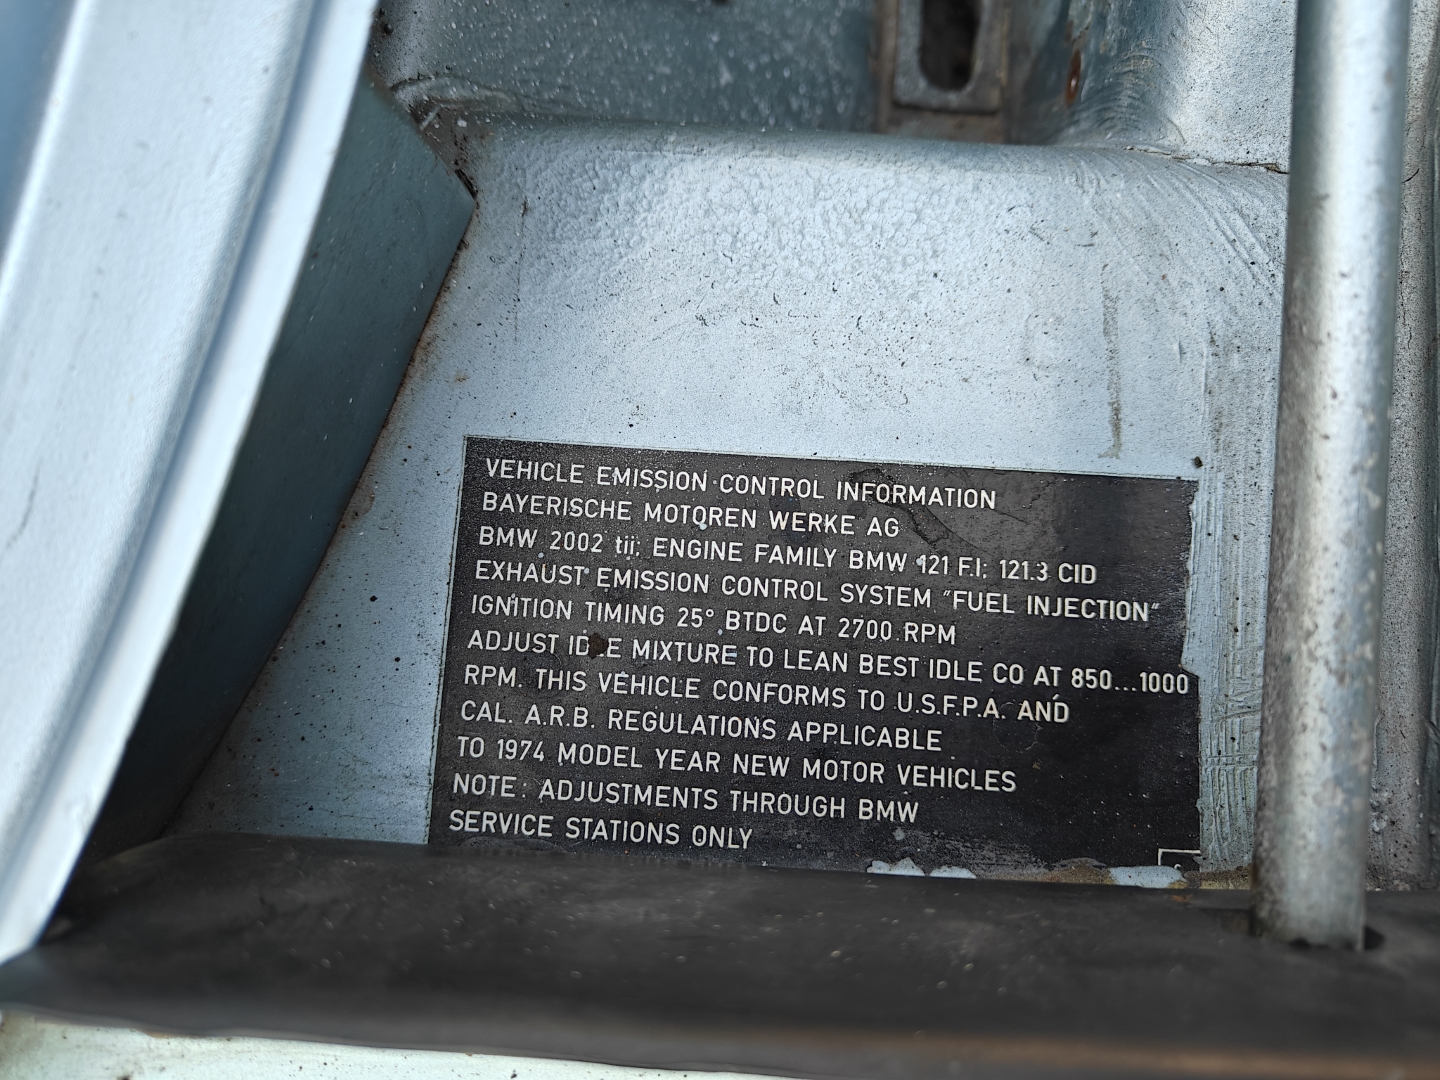 VEHICLE EMISSION CONTROL INFORMATION
BAYERISCHE MOTOREN WERKE AG
BMW 2002 tii; ENGINE FAMILY BMW 121 F.I; 121.3 CID
EXHAUST EMISSION CONTROL SYSTEM "FUEL INJECTION"
IGNITION TIMING 25° BTDC AT 2700 RPM
ADJUST IDLE MIXTURE TO LEAN BEST IDLE CO AT 850...1000
RPM. THIS VEHICLE CONFORMS TO U.S.F.P.A. AND
CAL. A.R.B. REGULATIONS APPLICABLE
TO 1974 MODEL YEAR NEW MOTOR VEHICLES
NOTE: ADJUSTMENTS THROUGH BMW
SERVICE STATIONS ONLY